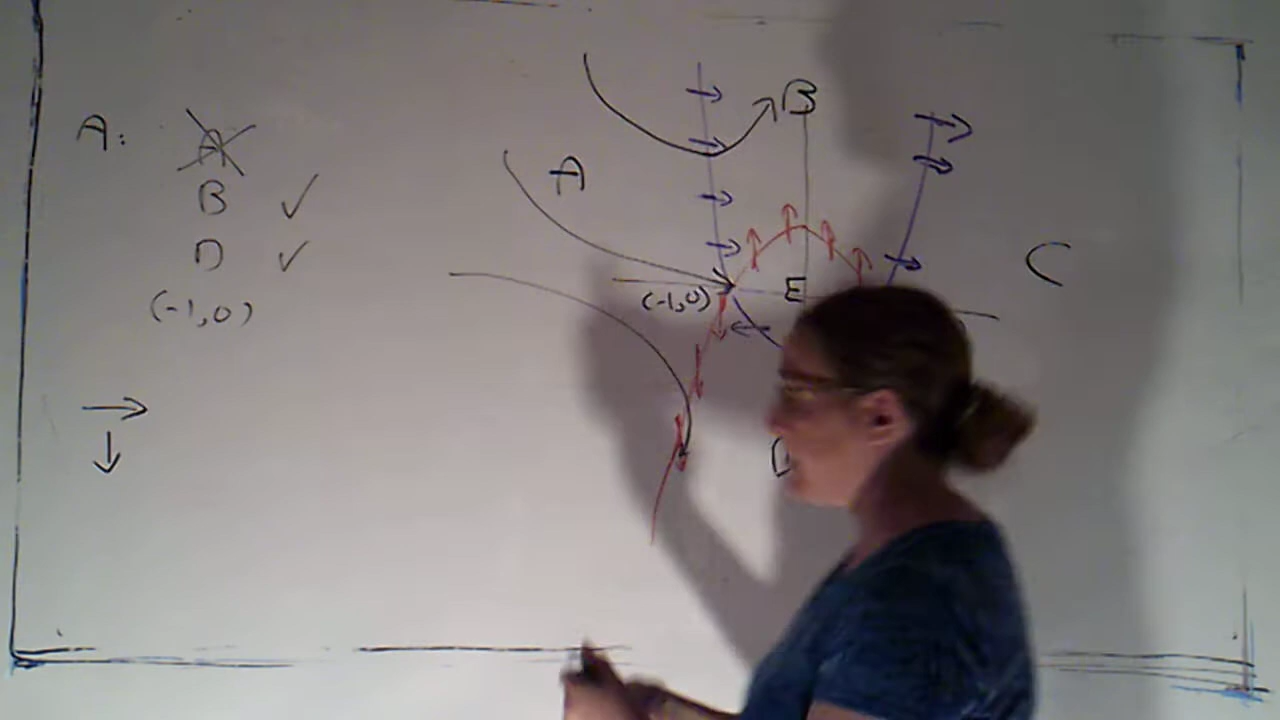 A:
A
B ✓
D ✓
(-1,0)
→
↓
B
A
C
(-1,0)
E
D